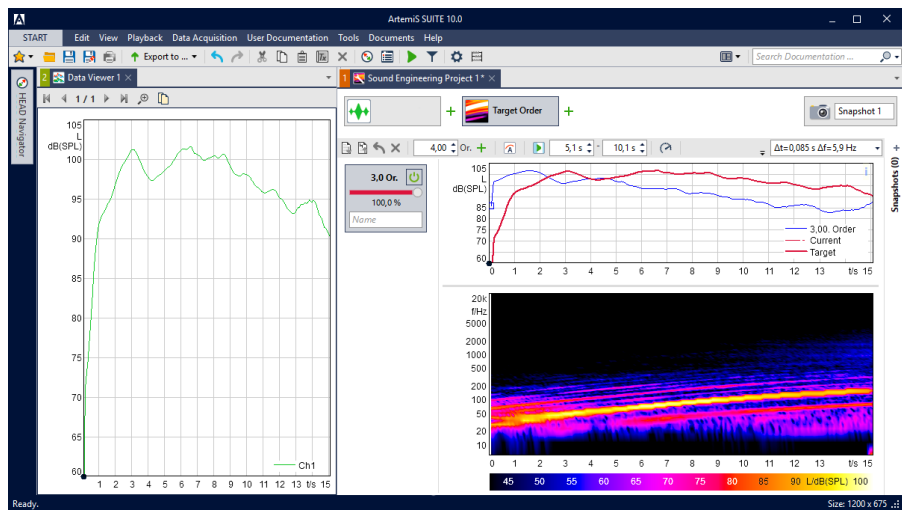 ArtemiS SUITE 10.0
START Edit View Playback Data Acquisition User Documentation Tools Documents Help
Export to ... Search Documentation ...
HEAD Navigator
2 Data Viewer 1
1 / 1
105
L
dB(SPL)
100
95
90
85
80
75
70
65
60
Ch1
1 2 3 4 5 6 7 8 9 10 11 12 13 t/s 15
1 Sound Engineering Project 1*
Target Order
Snapshot 1
4,00 Or. 5,1 s - 10,1 s Δt=0,085 s Δf=5,9 Hz
Snapshots (0)
3,0 Or.
100,0 %
Name
105
L
dB(SPL)
85
80
75
70
60
3,00. Order
Current
Target
0 1 2 3 4 5 6 7 8 9 10 11 12 13 t/s 15
20k
f/Hz
5000
2000
1000
500
200
100
50
20
10
0 1 2 3 4 5 6 7 8 9 10 11 12 13 t/s 15
45 50 55 60 65 70 75 80 85 90 L/dB(SPL) 100
Ready. Size: 1200 x 675